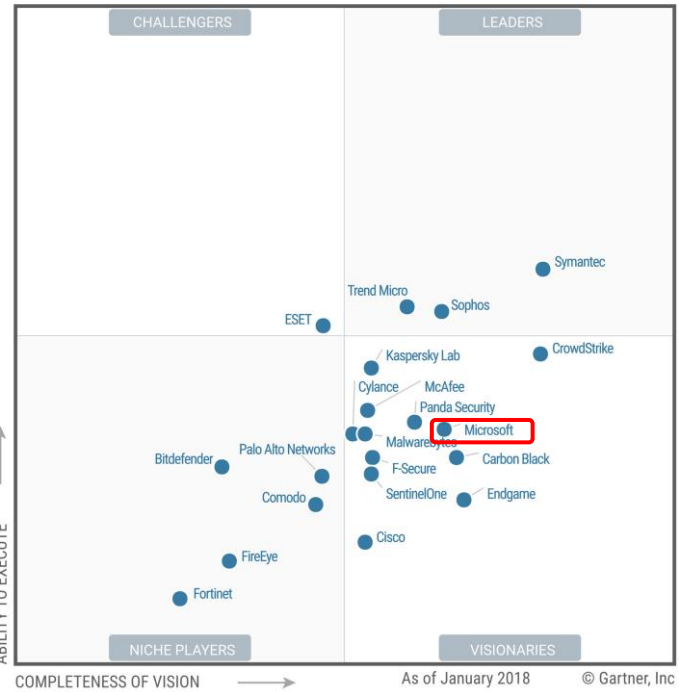 CHALLENGERS
LEADERS
Symantec
Trend Micro
Sophos
ESET
CrowdStrike
Kaspersky Lab
Cylance
McAfee
Panda Security
Microsoft
Malwarebytes
Palo Alto Networks
Bitdefender
Carbon Black
F-Secure
SentinelOne
Endgame
Comodo
Cisco
FireEye
Fortinet
ABILITY TO EXECUTE
NICHE PLAYERS
VISIONARIES
COMPLETENESS OF VISION
As of January 2018
© Gartner, Inc